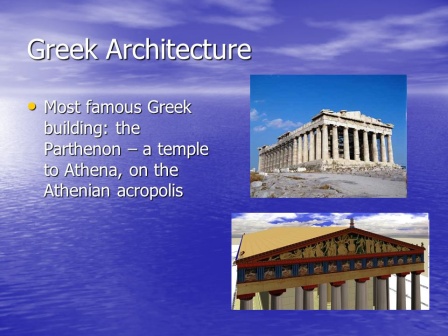 Greek Architecture
• Most famous Greek
building: the
Parthenon – a temple
to Athena, on the
Athenian acropolis